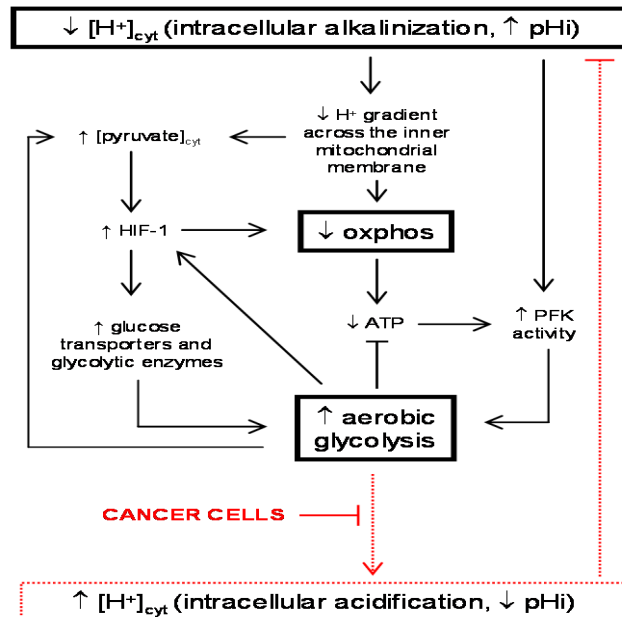 ↓ [H⁺]cyt (intracellular alkalinization, ↑ pHi)
↓ H⁺ gradient
across the inner
mitochondrial
membrane
↑ [pyruvate]cyt
↑ HIF-1
↓ oxphos
↑ glucose
transporters and
glycolytic enzymes
↓ ATP
↑ PFK
activity
↑ aerobic
glycolysis
CANCER CELLS
↑ [H⁺]cyt (intracellular acidification, ↓ pHi)